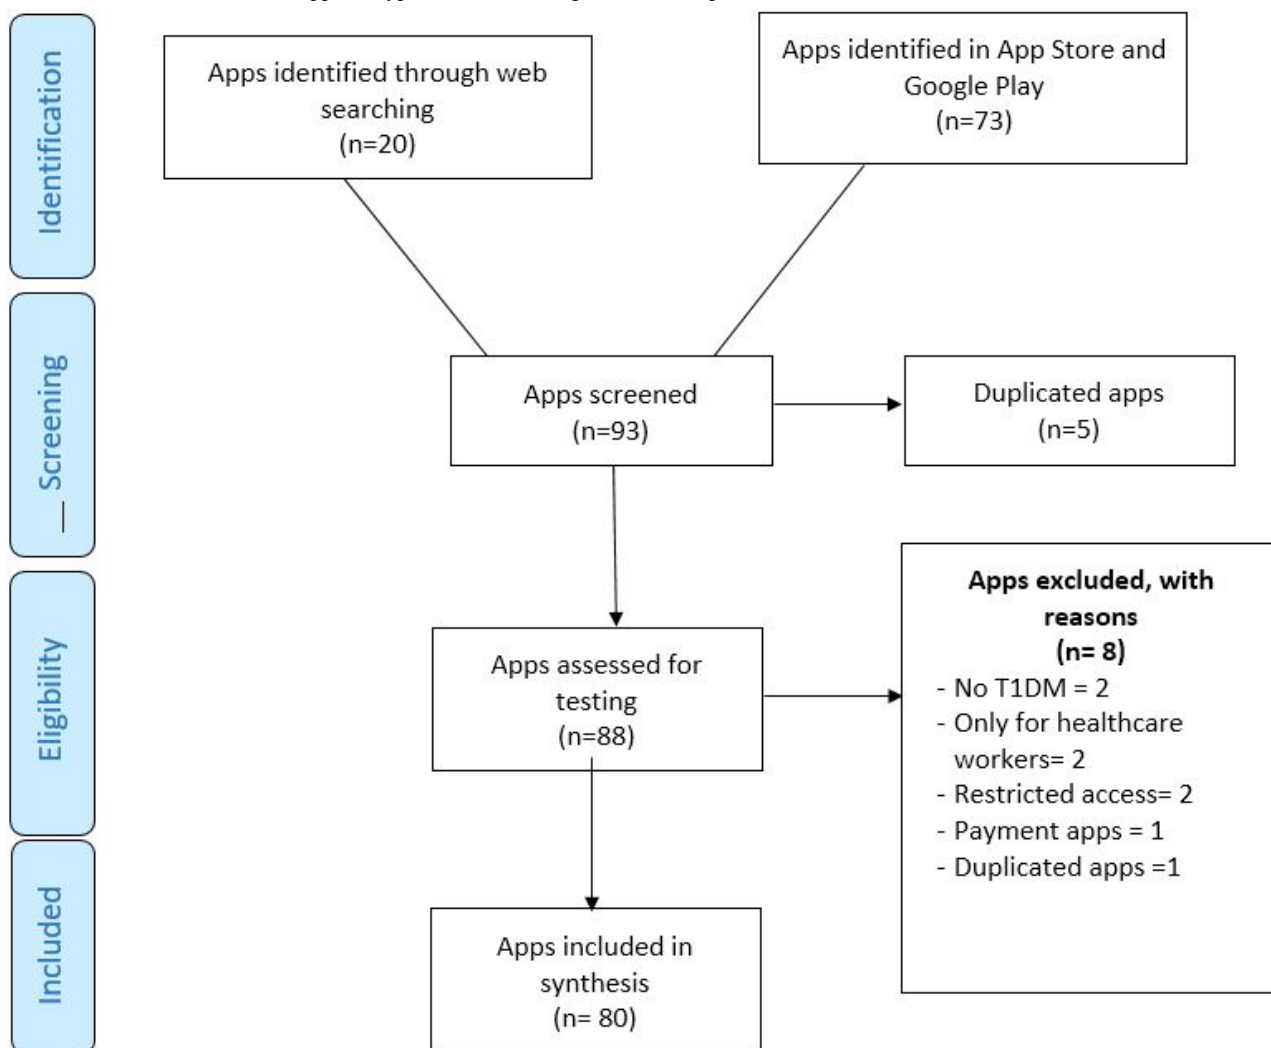 Identification
Apps identified through web
searching
(n=20)
Apps identified in App Store and
Google Play
(n=73)
Screening
Apps screened
(n=93)
Duplicated apps
(n=5)
Eligibility
Apps assessed for
testing
(n=88)
Apps excluded, with
reasons
(n= 8)
- No T1DM = 2
- Only for healthcare
workers= 2
- Restricted access= 2
- Payment apps = 1
- Duplicated apps =1
Included
Apps included in
synthesis
(n= 80)